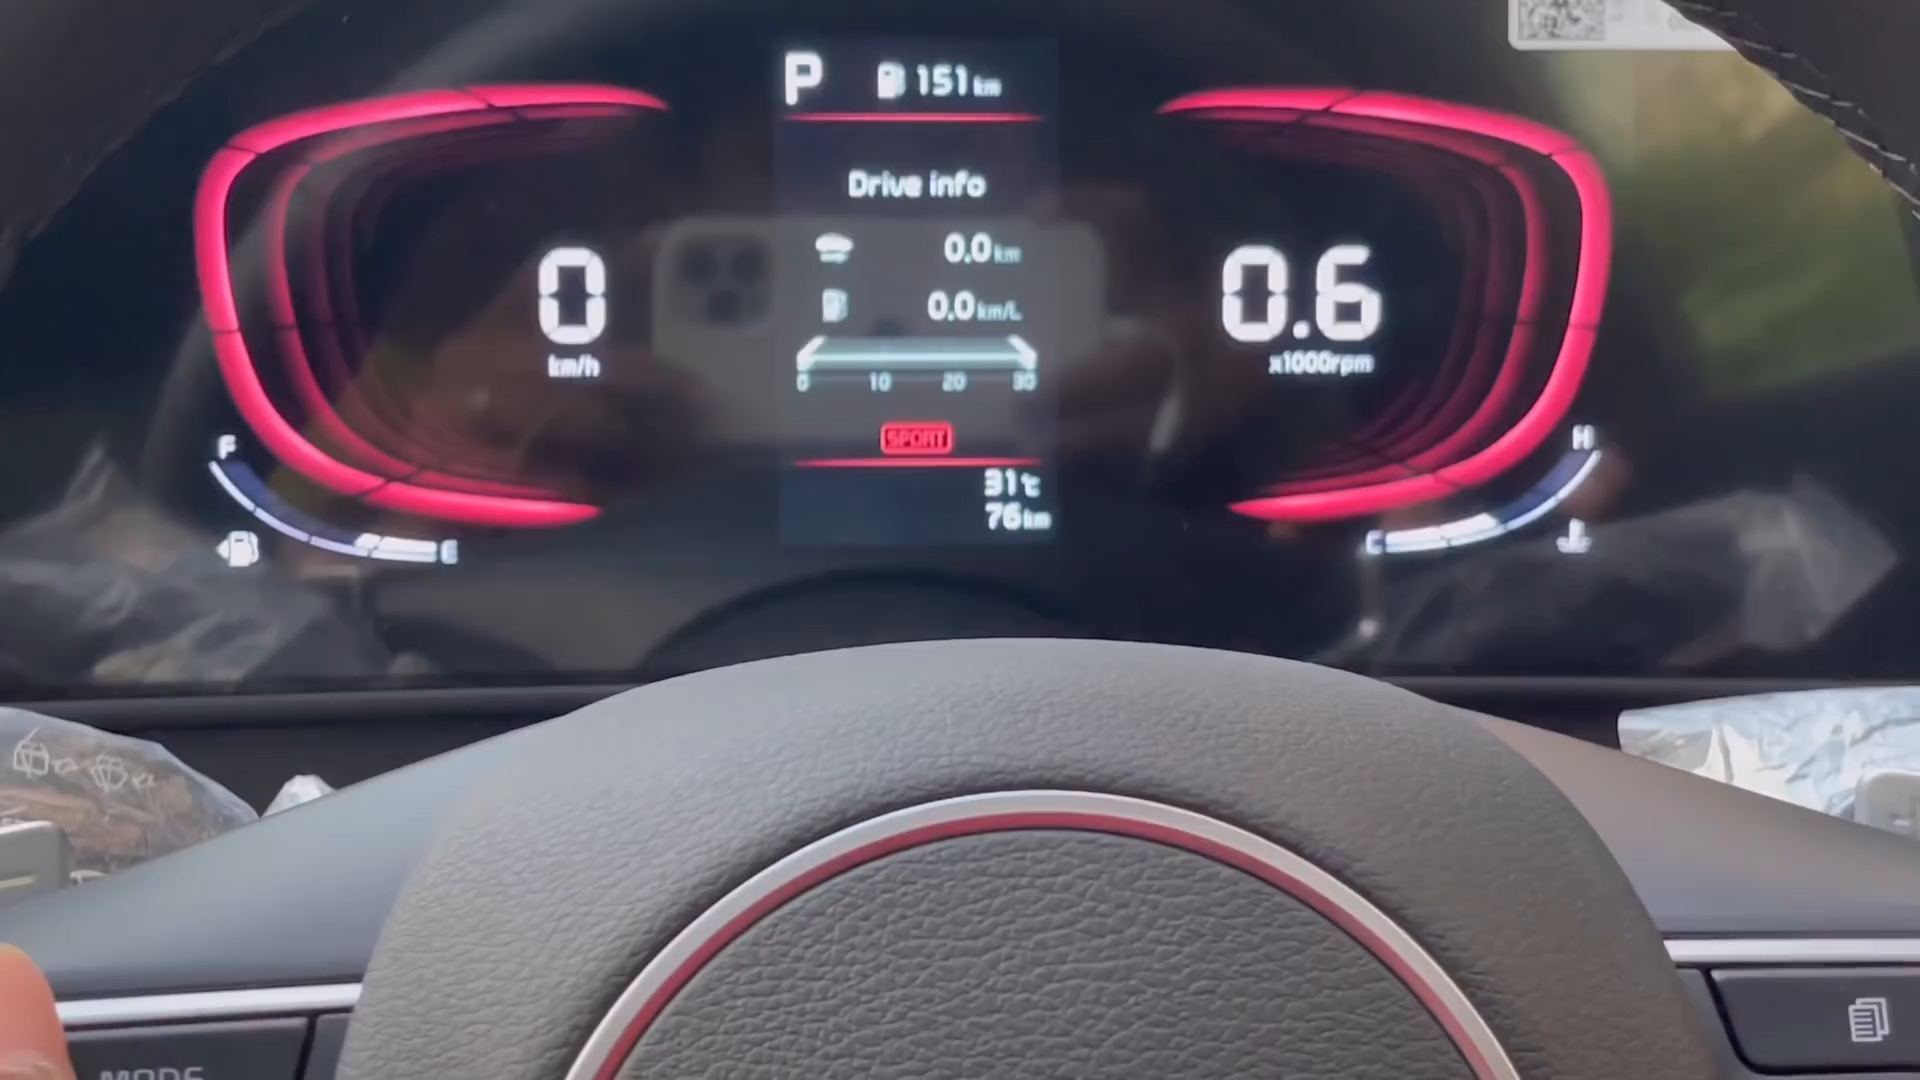 P 151 km
Drive info
0.0 km
0.0 km/L
0 10 20 30
SPORT
31℃
76 km
0
km/h
0.6
x1000rpm
F
E
H
C
MODE